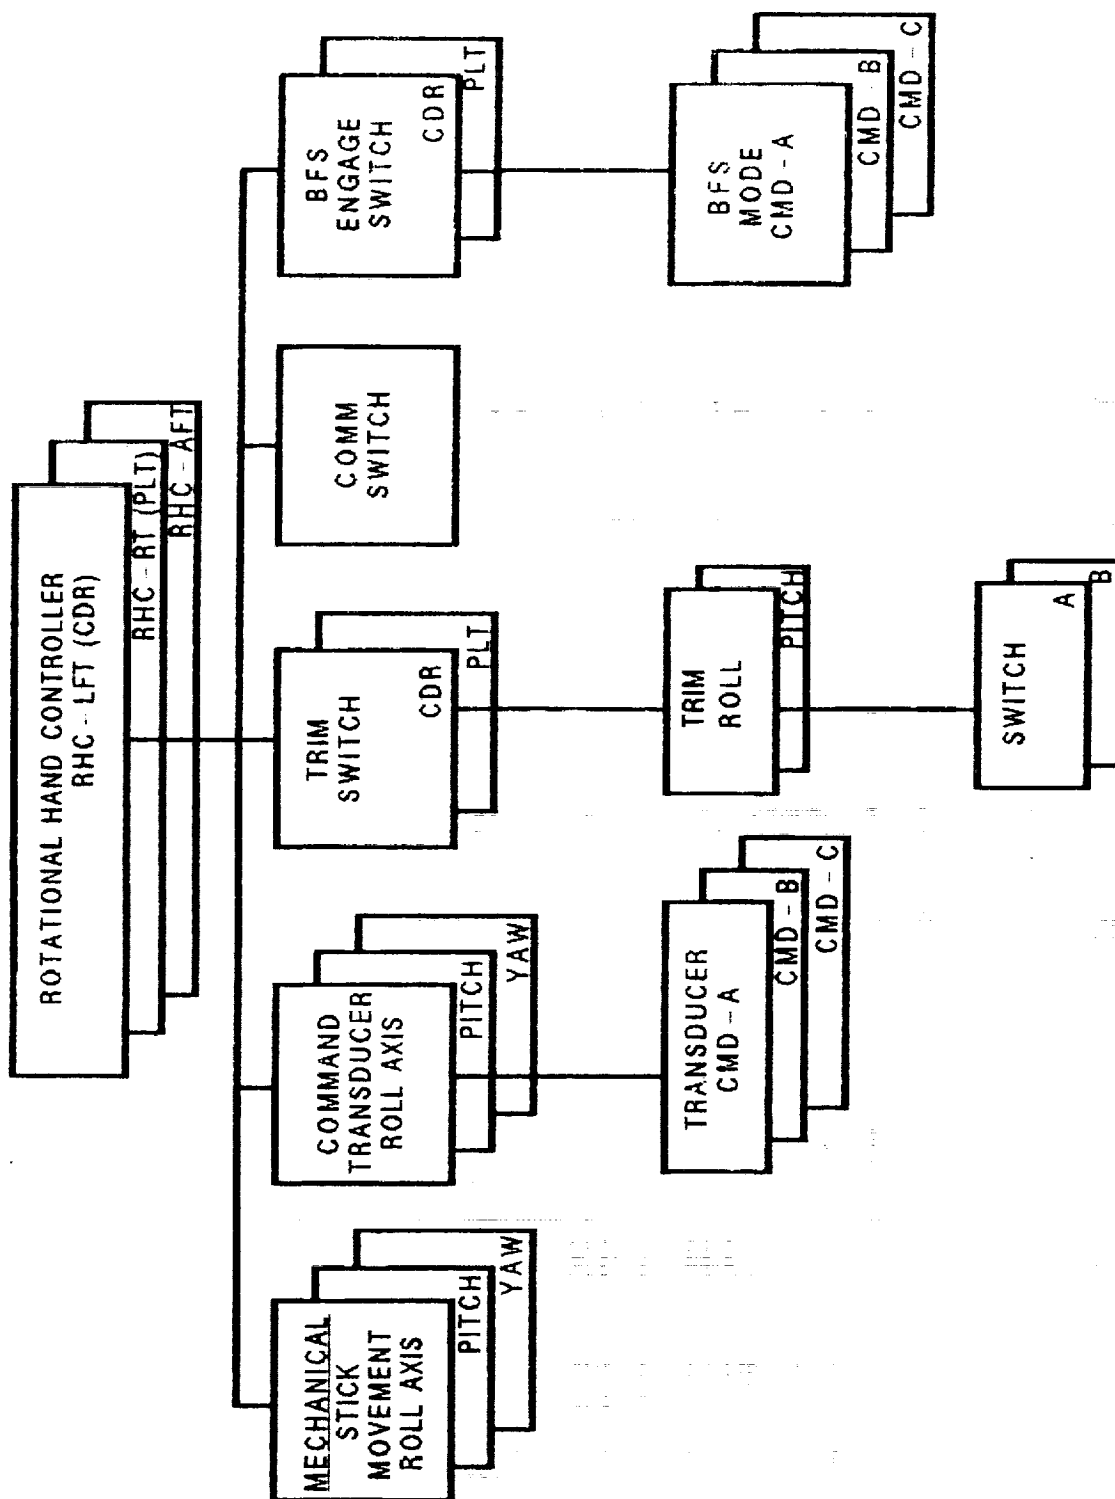 ROTATIONAL HAND CONTROLLER
RHC - LFT (CDR)
RHC - RT (PLT)
RHC - AFT
MECHANICAL
STICK
MOVEMENT
ROLL AXIS
PITCH
YAW
COMMAND
TRANSDUCER
ROLL AXIS
PITCH
YAW
TRIM
SWITCH
CDR
PLT
COMM
SWITCH
BFS
ENGAGE
SWITCH
CDR
PLT
TRANSDUCER
CMD - A
CMD - B
CMD - C
TRIM
ROLL
PITCH
BFS
MODE
CMD - A
CMD - B
CMD - C
SWITCH
A
B